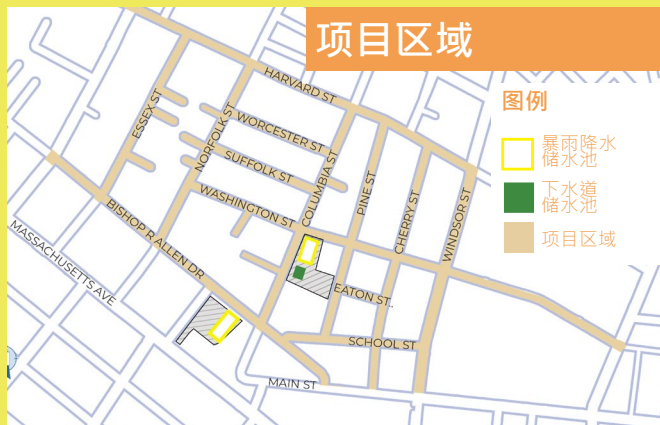 项目区域
图例
暴雨降水
储水池
下水道
储水池
项目区域
HARVARD ST
ESSEX ST
NORFOLK ST
WORCESTER ST
SUFFOLK ST
COLUMBIA ST
PINE ST
CHERRY ST
WINDSOR ST
WASHINGTON ST
BISHOP R ALLEN DR
MASSACHUSETTS AVE
EATON ST
SCHOOL ST
MAIN ST